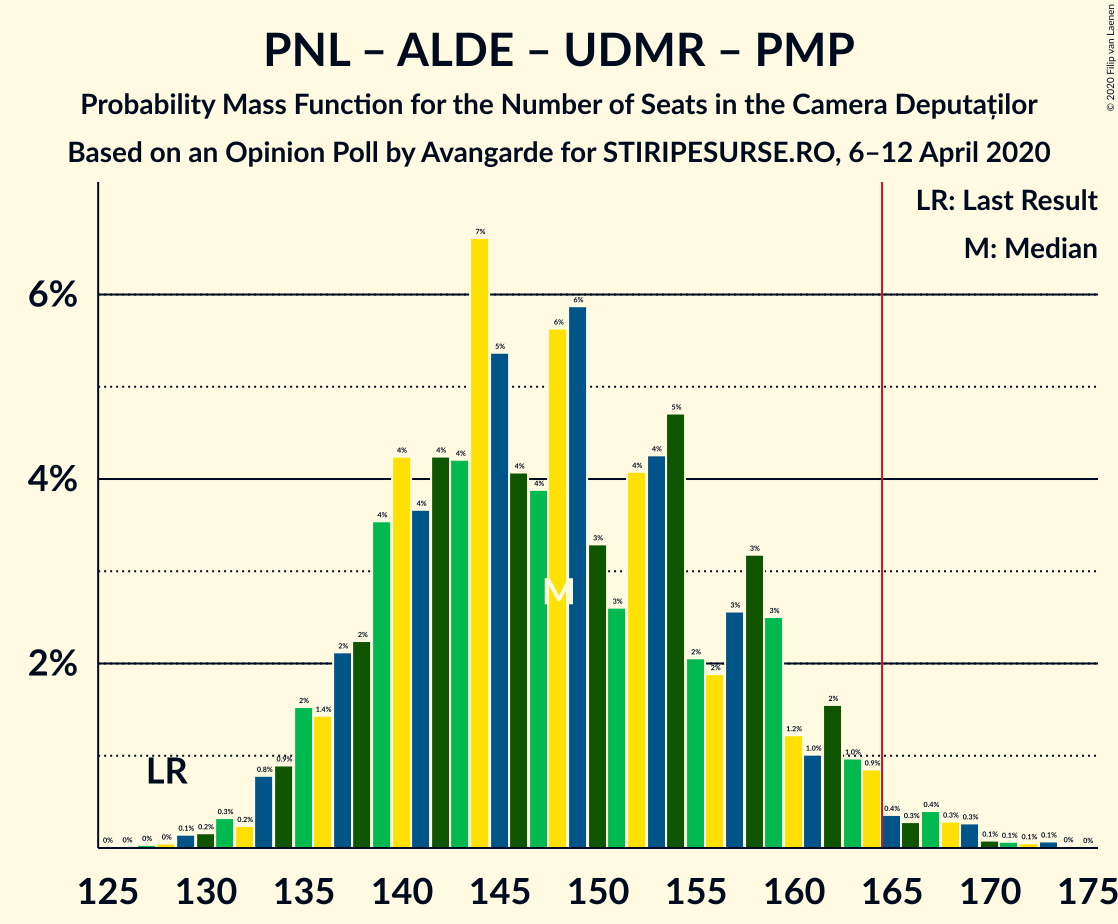 PNL – ALDE – UDMR – PMP
Probability Mass Function for the Number of Seats in the Camera Deputaților
Based on an Opinion Poll by Avangarde for STIRIPESURSE.RO, 6–12 April 2020
© 2020 Filip van Laenen
LR: Last Result
M: Median
6%
4%
2%
LR
M
0% 0% 0% 0% 0.1% 0.2% 0.3% 0.2% 0.8% 0.9% 2% 1.4% 2% 2% 4% 4% 4% 4% 4% 7% 5% 4% 4% 6% 6% 3% 3% 4% 4% 5% 2% 2% 3% 3% 3% 1.2% 1.0% 2% 1.0% 0.9% 0.4% 0.3% 0.4% 0.3% 0.3% 0.1% 0.1% 0.1% 0.1% 0% 0%
125 130 135 140 145 150 155 160 165 170 175